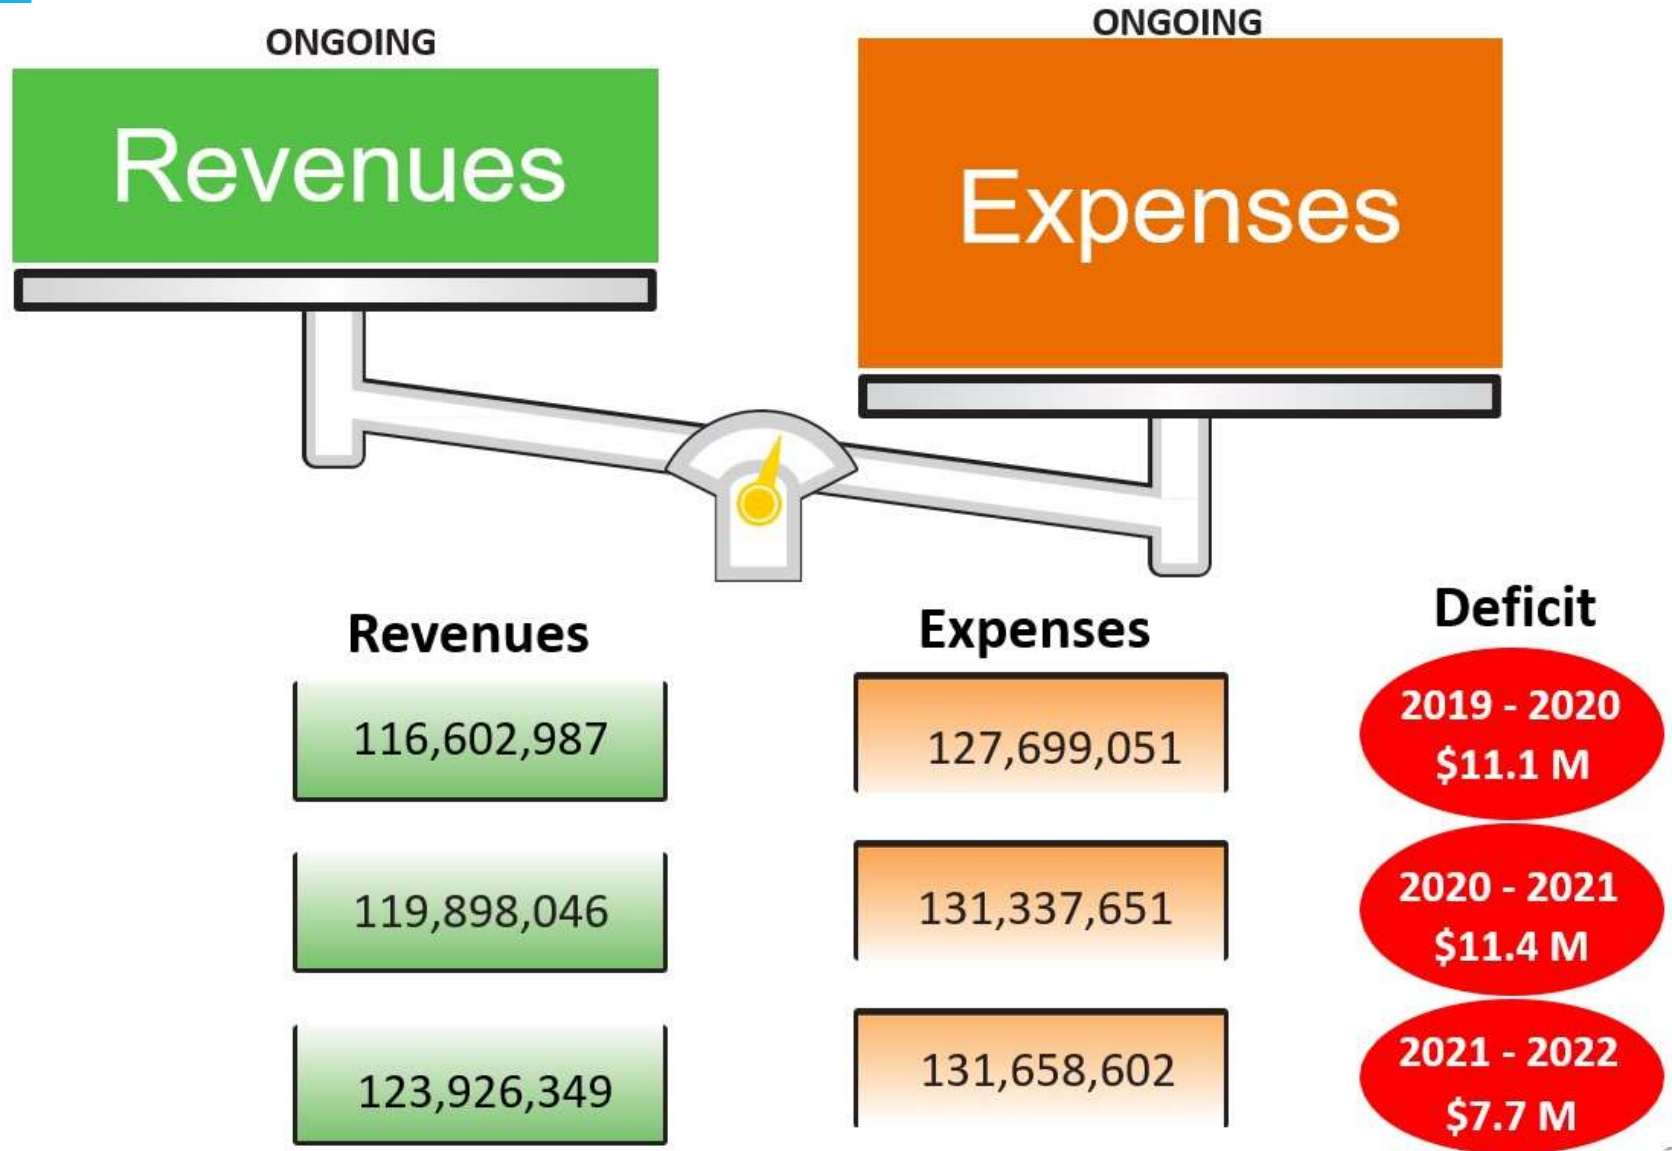 ONGOING
Revenues
ONGOING
Expenses
Revenues
Expenses
Deficit
116,602,987
127,699,051
2019 - 2020
$11.1 M
119,898,046
131,337,651
2020 - 2021
$11.4 M
123,926,349
131,658,602
2021 - 2022
$7.7 M